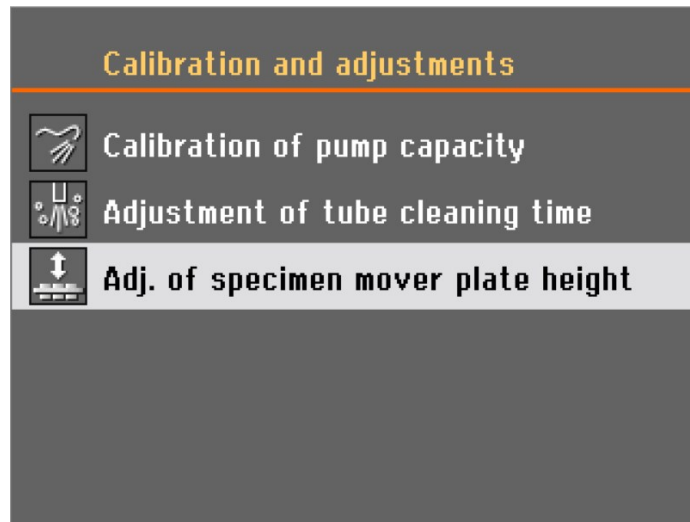 Calibration and adjustments
Calibration of pump capacity
Adjustment of tube cleaning time
Adj. of specimen mover plate height